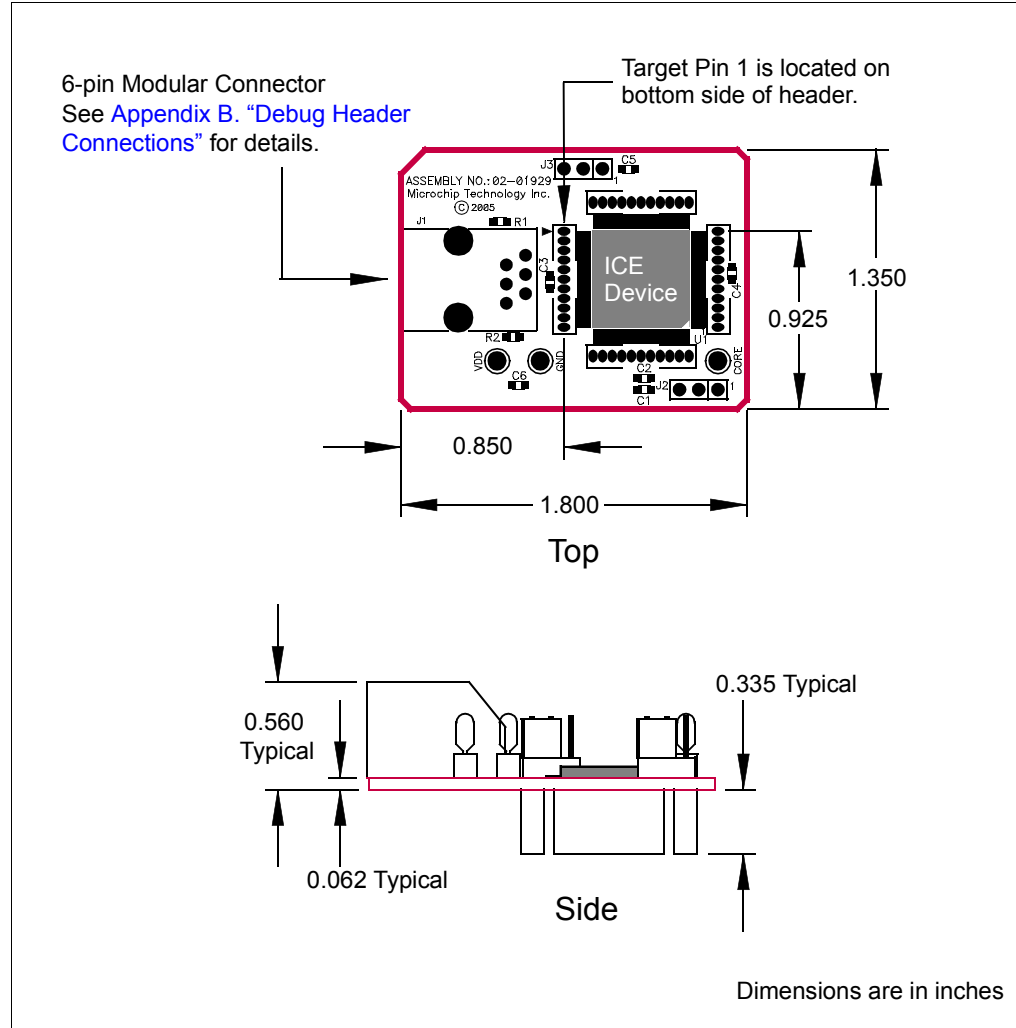 6-pin Modular Connector
See Appendix B. “Debug Header
Connections” for details.
Target Pin 1 is located on
bottom side of header.
J3
1
C5
ASSEMBLY NO.:02-01929
Microchip Technology Inc.
© 2005
J1
R1
C3
ICE
Device
C4
1.350
0.925
R2
U1
VDD
GND
CORE
C6
C2
C1
J2
1
0.850
1.800
Top
0.560
Typical
0.335 Typical
0.062 Typical
Side
Dimensions are in inches